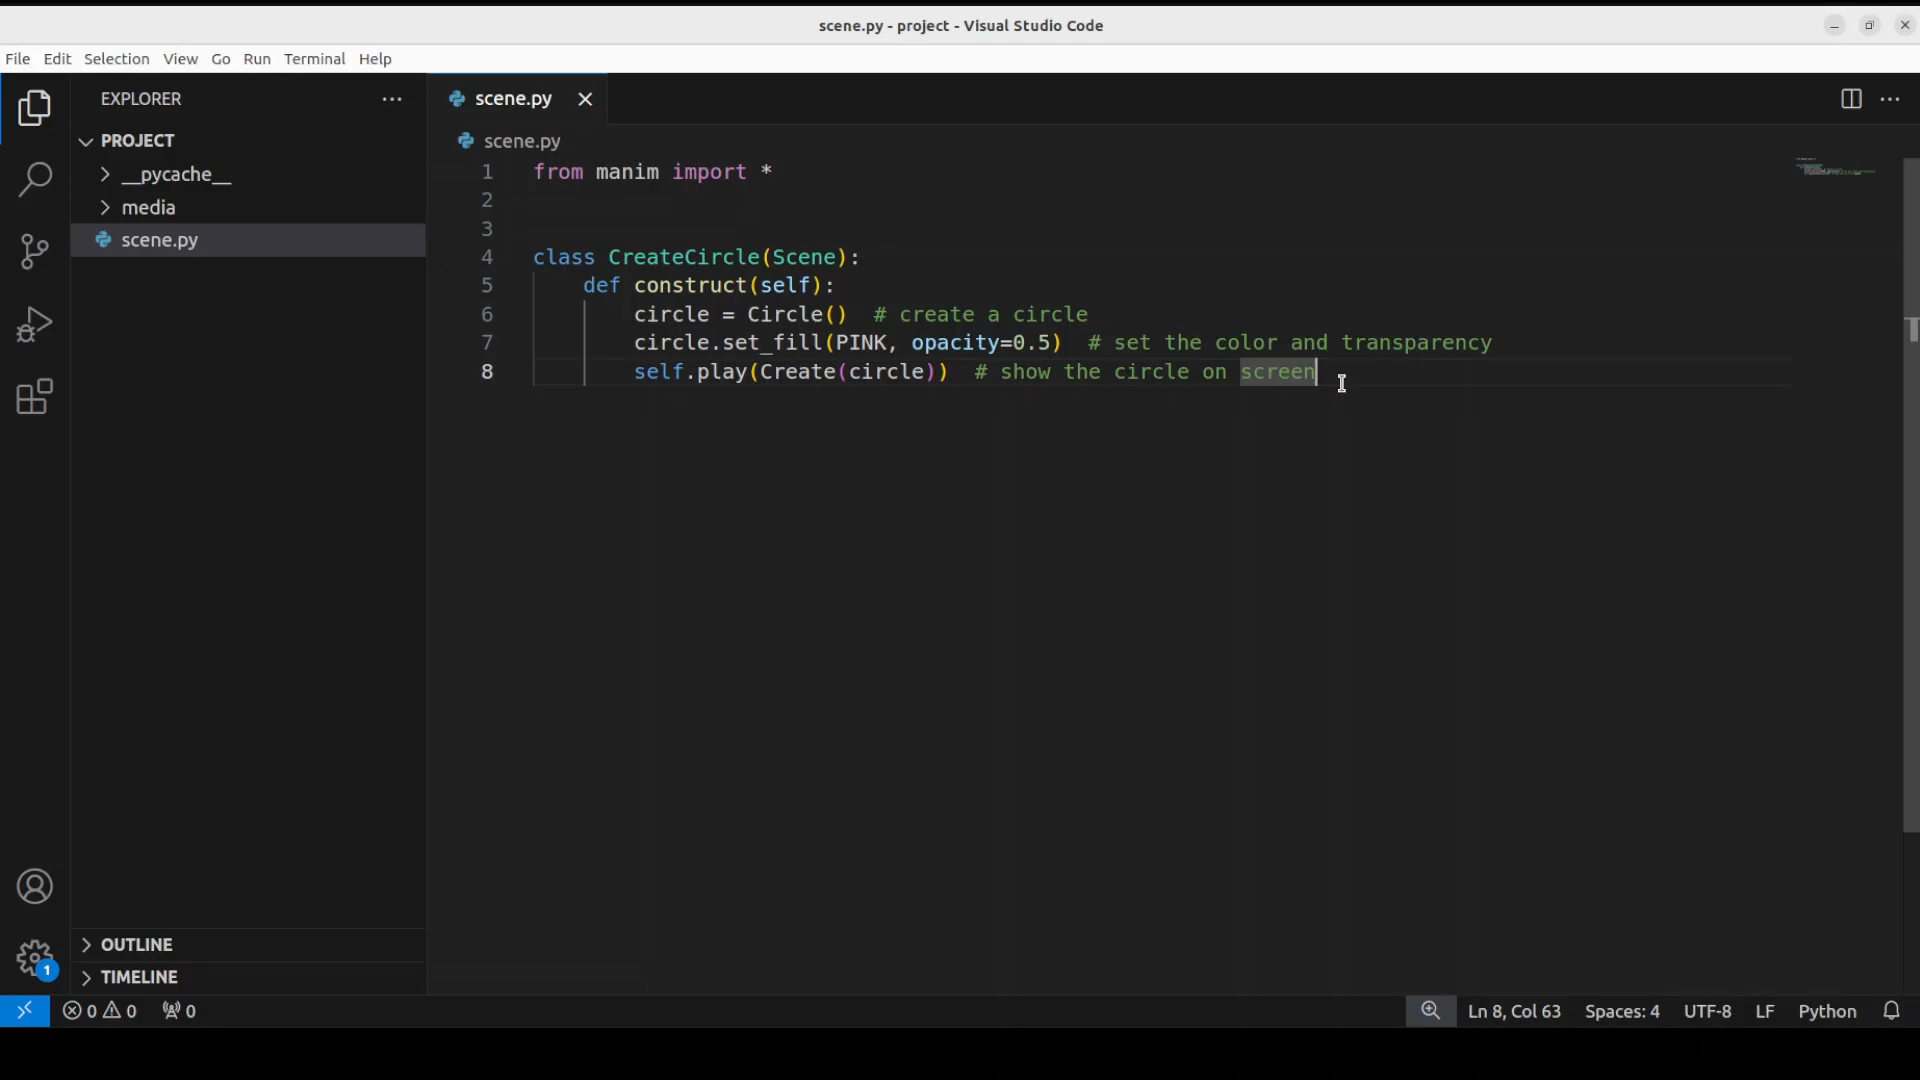 scene.py - project - Visual Studio Code
File Edit Selection View Go Run Terminal Help
EXPLORER
PROJECT
__pycache__
media
scene.py
OUTLINE
TIMELINE
scene.py
scene.py
1 from manim import *
2
3
4 class CreateCircle(Scene):
5     def construct(self):
6         circle = Circle()  # create a circle
7         circle.set_fill(PINK, opacity=0.5)  # set the color and transparency
8         self.play(Create(circle))  # show the circle on screen
1
0 0 0 Ln 8, Col 63 Spaces: 4 UTF-8 LF Python